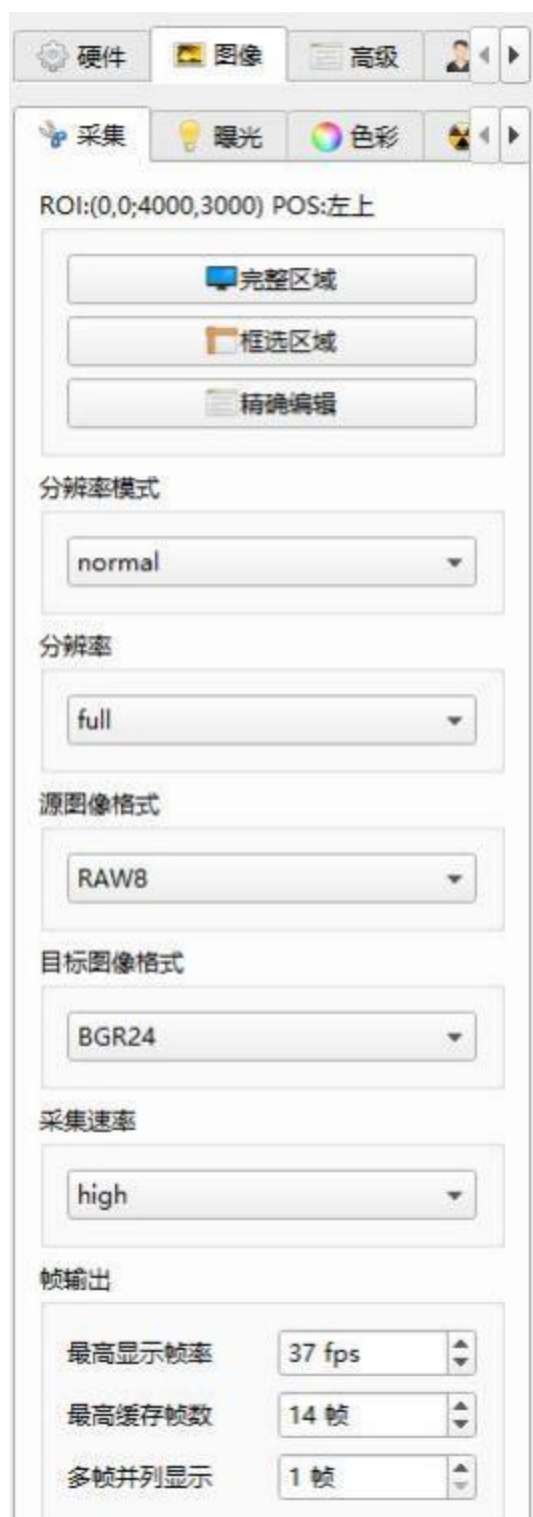 硬件 图像 高级
采集 曝光 色彩
ROI:(0,0;4000,3000) POS:左上
完整区域
框选区域
精确编辑
分辨率模式
normal
分辨率
full
源图像格式
RAW8
目标图像格式
BGR24
采集速率
high
帧输出
最高显示帧率 37 fps
最高缓存帧数 14 帧
多帧并列显示 1 帧